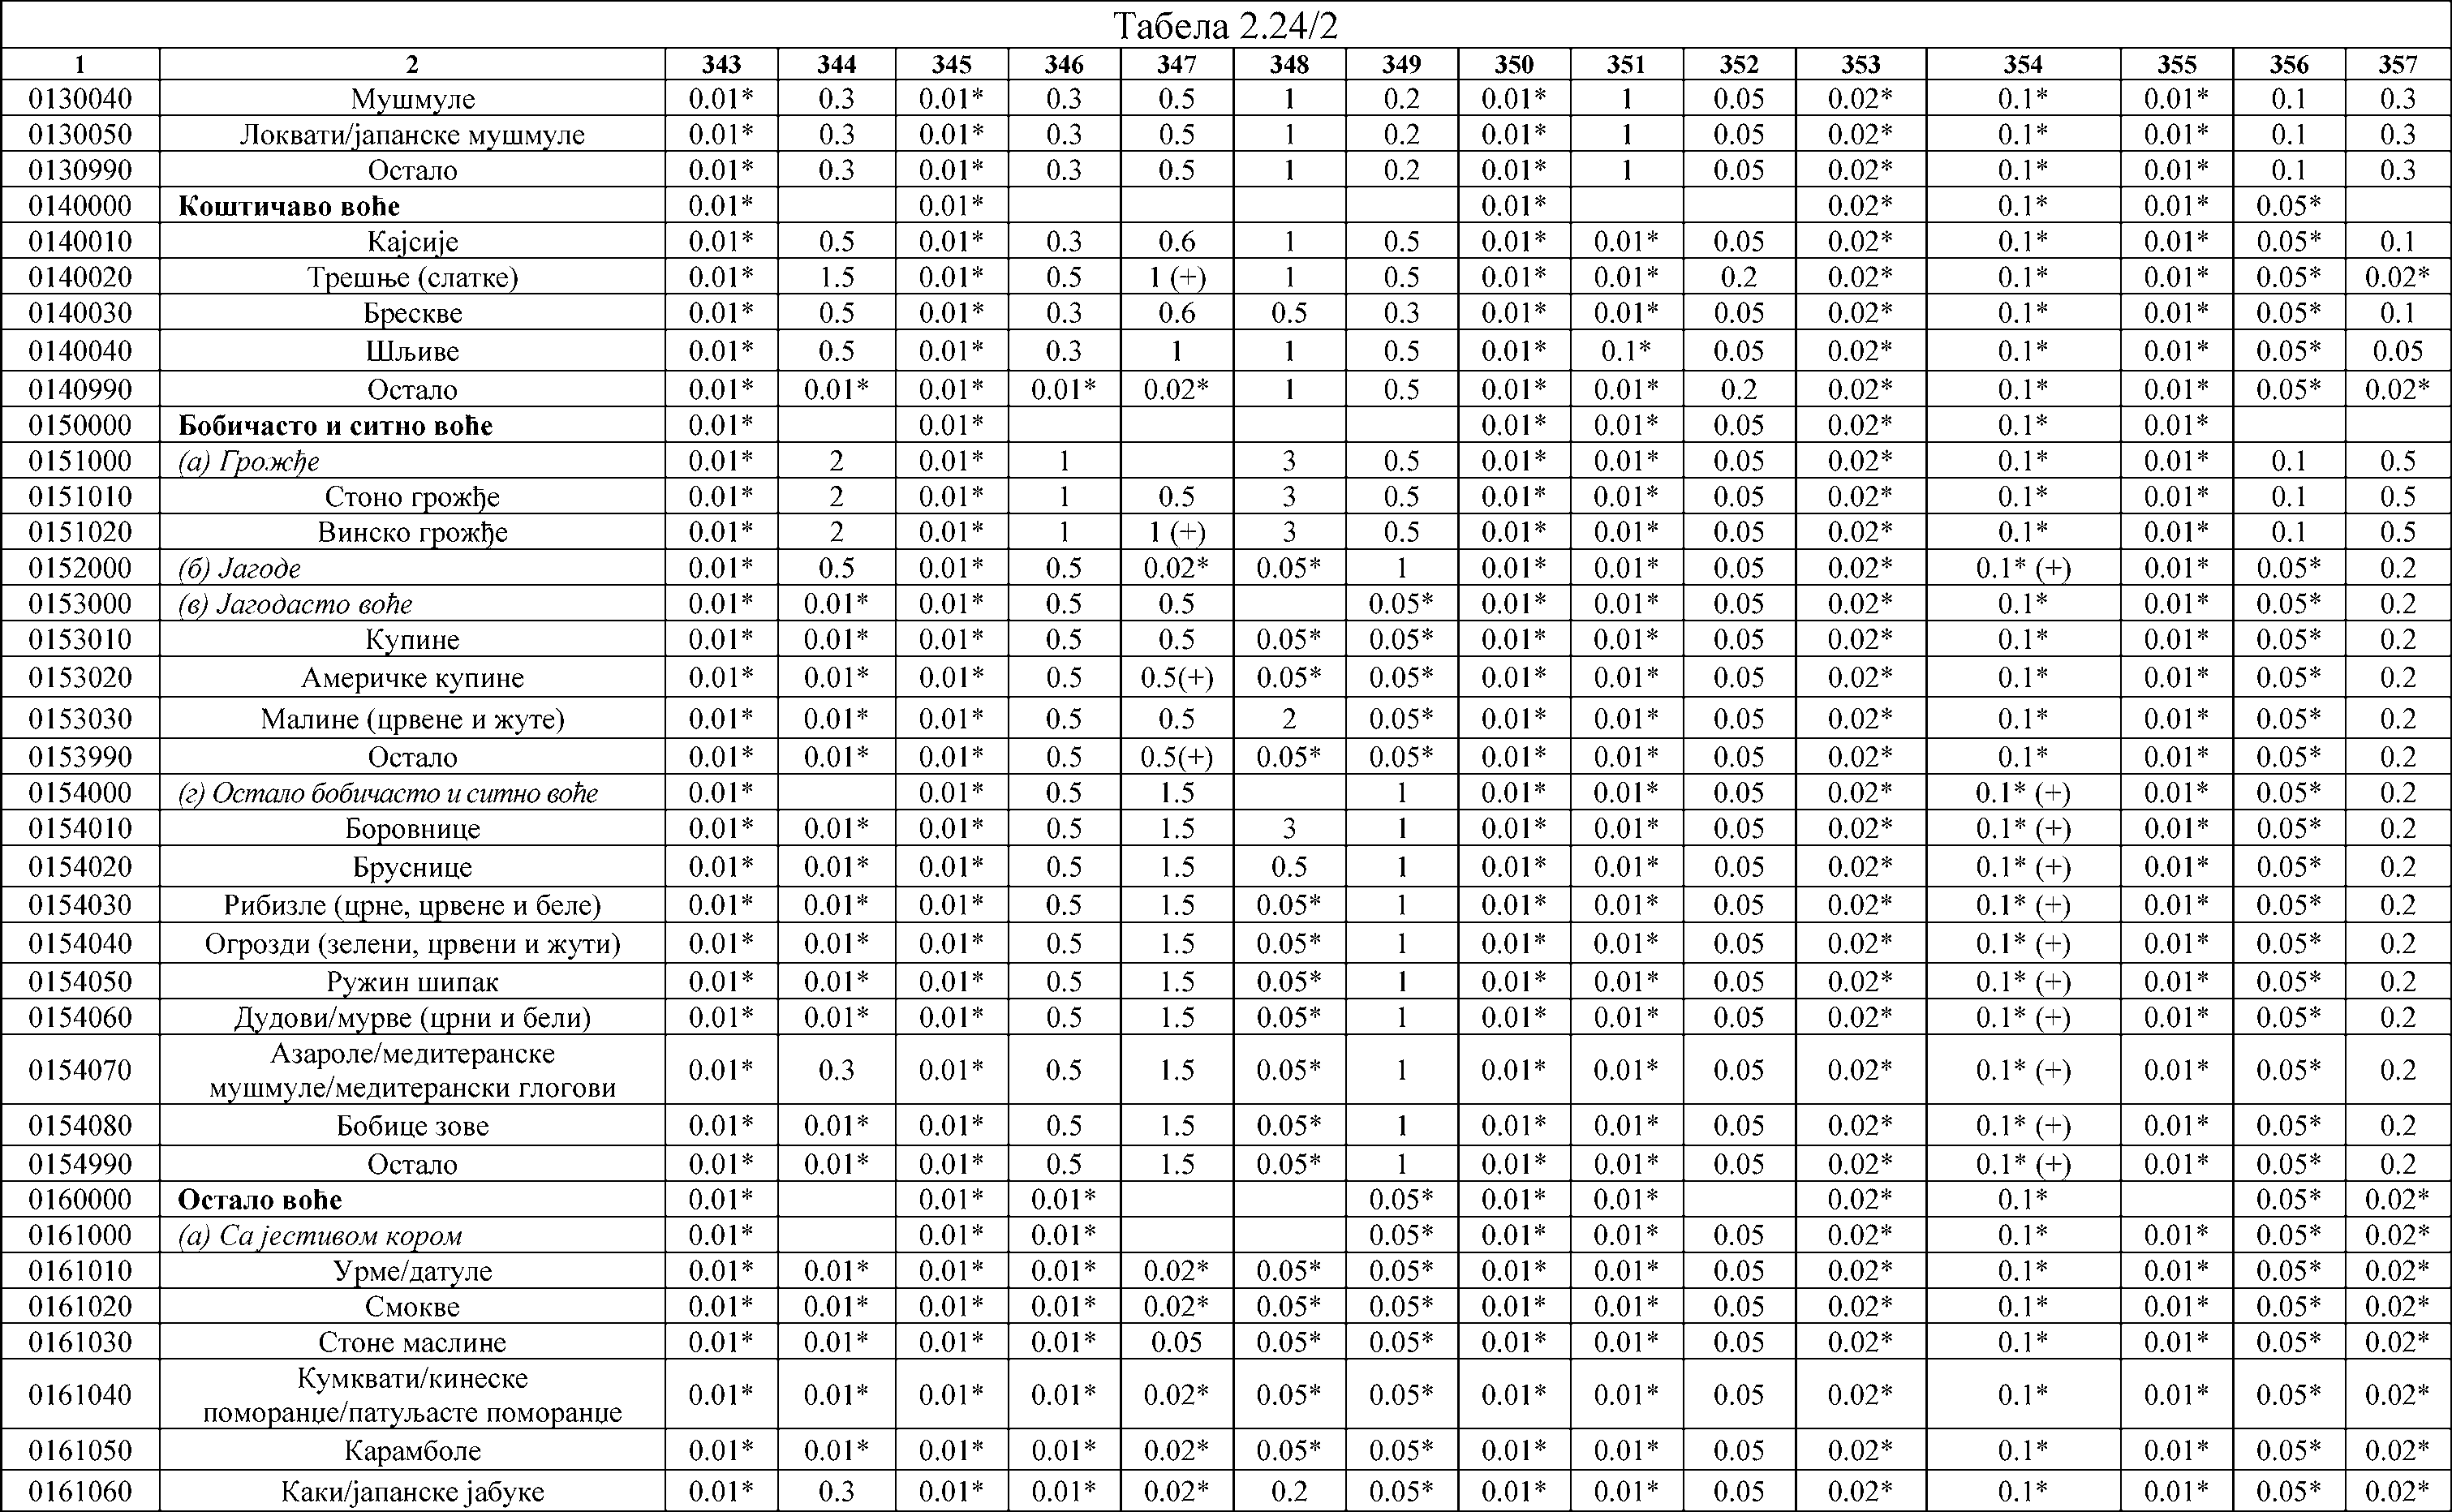 Табела 2.24/2
1 2 343 344 345 346 347 348 349 350 351 352 353 354 355 356 357
0130040 Мушмуле 0.01* 0.3 0.01* 0.3 0.5 1 0.2 0.01* 1 0.05 0.02* 0.1* 0.01* 0.1 0.3
0130050 Локвати/јапанске мушмуле 0.01* 0.3 0.01* 0.3 0.5 1 0.2 0.01* 1 0.05 0.02* 0.1* 0.01* 0.1 0.3
0130990 Остало 0.01* 0.3 0.01* 0.3 0.5 1 0.2 0.01* 1 0.05 0.02* 0.1* 0.01* 0.1 0.3
0140000 Коштичаво воће 0.01* 0.01* 0.01* 0.02* 0.1* 0.01* 0.05*
0140010 Кајсије 0.01* 0.5 0.01* 0.3 0.6 1 0.5 0.01* 0.01* 0.05 0.02* 0.1* 0.01* 0.05* 0.1
0140020 Трешње (слатке) 0.01* 1.5 0.01* 0.5 1 (+) 1 0.5 0.01* 0.01* 0.2 0.02* 0.1* 0.01* 0.05* 0.02*
0140030 Брескве 0.01* 0.5 0.01* 0.3 0.6 0.5 0.3 0.01* 0.01* 0.05 0.02* 0.1* 0.01* 0.05* 0.1
0140040 Шљиве 0.01* 0.5 0.01* 0.3 1 1 0.5 0.01* 0.1* 0.05 0.02* 0.1* 0.01* 0.05* 0.05
0140990 Остало 0.01* 0.01* 0.01* 0.01* 0.02* 1 0.5 0.01* 0.01* 0.2 0.02* 0.1* 0.01* 0.05* 0.02*
0150000 Бобичасто и ситно воће 0.01* 0.01* 0.01* 0.01* 0.05 0.02* 0.1* 0.01*
0151000 (а) Грожђе 0.01* 2 0.01* 1 3 0.5 0.01* 0.01* 0.05 0.02* 0.1* 0.01* 0.1 0.5
0151010 Стоно грожђе 0.01* 2 0.01* 1 0.5 3 0.5 0.01* 0.01* 0.05 0.02* 0.1* 0.01* 0.1 0.5
0151020 Винско грожђе 0.01* 2 0.01* 1 1 (+) 3 0.5 0.01* 0.01* 0.05 0.02* 0.1* 0.01* 0.1 0.5
0152000 (б) Јагоде 0.01* 0.5 0.01* 0.5 0.02* 0.05* 1 0.01* 0.01* 0.05 0.02* 0.1* (+) 0.01* 0.05* 0.2
0153000 (в) Јагодасто воће 0.01* 0.01* 0.01* 0.5 0.5 0.05* 0.01* 0.01* 0.05 0.02* 0.1* 0.01* 0.05* 0.2
0153010 Купине 0.01* 0.01* 0.01* 0.5 0.5 0.05* 0.05* 0.01* 0.01* 0.05 0.02* 0.1* 0.01* 0.05* 0.2
0153020 Америчке купине 0.01* 0.01* 0.01* 0.5 0.5(+) 0.05* 0.05* 0.01* 0.01* 0.05 0.02* 0.1* 0.01* 0.05* 0.2
0153030 Малине (црвене и жуте) 0.01* 0.01* 0.01* 0.5 0.5 2 0.05* 0.01* 0.01* 0.05 0.02* 0.1* 0.01* 0.05* 0.2
0153990 Остало 0.01* 0.01* 0.01* 0.5 0.5(+) 0.05* 0.05* 0.01* 0.01* 0.05 0.02* 0.1* 0.01* 0.05* 0.2
0154000 (г) Остало бобичасто и ситно воће 0.01* 0.01* 0.5 1.5 1 0.01* 0.01* 0.05 0.02* 0.1* (+) 0.01* 0.05* 0.2
0154010 Боровнице 0.01* 0.01* 0.01* 0.5 1.5 3 1 0.01* 0.01* 0.05 0.02* 0.1* (+) 0.01* 0.05* 0.2
0154020 Бруснице 0.01* 0.01* 0.01* 0.5 1.5 0.5 1 0.01* 0.01* 0.05 0.02* 0.1* (+) 0.01* 0.05* 0.2
0154030 Рибизле (црне, црвене и беле) 0.01* 0.01* 0.01* 0.5 1.5 0.05* 1 0.01* 0.01* 0.05 0.02* 0.1* (+) 0.01* 0.05* 0.2
0154040 Огрозди (зелени, црвени и жути) 0.01* 0.01* 0.01* 0.5 1.5 0.05* 1 0.01* 0.01* 0.05 0.02* 0.1* (+) 0.01* 0.05* 0.2
0154050 Ружин шипак 0.01* 0.01* 0.01* 0.5 1.5 0.05* 1 0.01* 0.01* 0.05 0.02* 0.1* (+) 0.01* 0.05* 0.2
0154060 Дудови/мурве (црни и бели) 0.01* 0.01* 0.01* 0.5 1.5 0.05* 1 0.01* 0.01* 0.05 0.02* 0.1* (+) 0.01* 0.05* 0.2
0154070 Азароле/медитеранске
мушмуле/медитерански глогови 0.01* 0.3 0.01* 0.5 1.5 0.05* 1 0.01* 0.01* 0.05 0.02* 0.1* (+) 0.01* 0.05* 0.2
0154080 Бобице зове 0.01* 0.01* 0.01* 0.5 1.5 0.05* 1 0.01* 0.01* 0.05 0.02* 0.1* (+) 0.01* 0.05* 0.2
0154990 Остало 0.01* 0.01* 0.01* 0.5 1.5 0.05* 1 0.01* 0.01* 0.05 0.02* 0.1* (+) 0.01* 0.05* 0.2
0160000 Остало воће 0.01* 0.01* 0.01* 0.05* 0.01* 0.01* 0.02* 0.1* 0.05* 0.02*
0161000 (а) Са јестивом кором 0.01* 0.01* 0.01* 0.05* 0.01* 0.01* 0.05 0.02* 0.1* 0.01* 0.05* 0.02*
0161010 Урме/датуле 0.01* 0.01* 0.01* 0.01* 0.02* 0.05* 0.05* 0.01* 0.01* 0.05 0.02* 0.1* 0.01* 0.05* 0.02*
0161020 Смокве 0.01* 0.01* 0.01* 0.01* 0.02* 0.05* 0.05* 0.01* 0.01* 0.05 0.02* 0.1* 0.01* 0.05* 0.02*
0161030 Стоне маслине 0.01* 0.01* 0.01* 0.01* 0.05 0.05* 0.05* 0.01* 0.01* 0.05 0.02* 0.1* 0.01* 0.05* 0.02*
0161040 Кумквати/кинеске
поморанџе/патуљасте поморанџе 0.01* 0.01* 0.01* 0.01* 0.02* 0.05* 0.05* 0.01* 0.01* 0.05 0.02* 0.1* 0.01* 0.05* 0.02*
0161050 Карамболе 0.01* 0.01* 0.01* 0.01* 0.02* 0.05* 0.05* 0.01* 0.01* 0.05 0.02* 0.1* 0.01* 0.05* 0.02*
0161060 Каки/јапанске јабуке 0.01* 0.3 0.01* 0.01* 0.02* 0.2 0.05* 0.01* 0.01* 0.05 0.02* 0.1* 0.01* 0.05* 0.02*